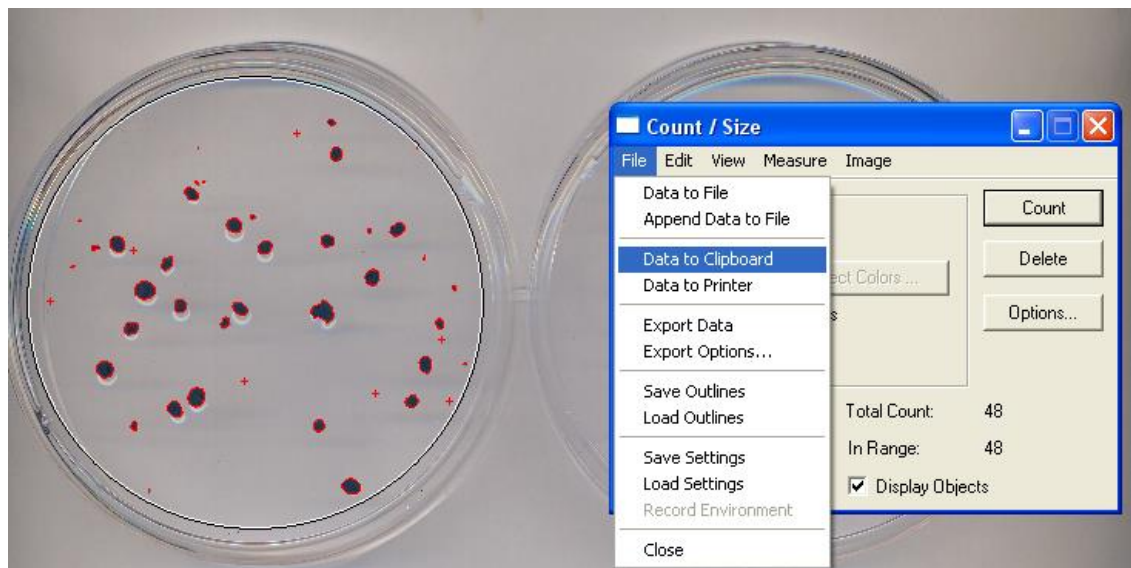 Count / Size
File Edit View Measure Image
Data to File
Append Data to File
Data to Clipboard
Data to Printer
Export Data
Export Options...
Save Outlines
Load Outlines
Save Settings
Load Settings
Record Environment
Close
Count
Delete
Options...
Colors ...
Total Count: 48
In Range: 48
Display Objects